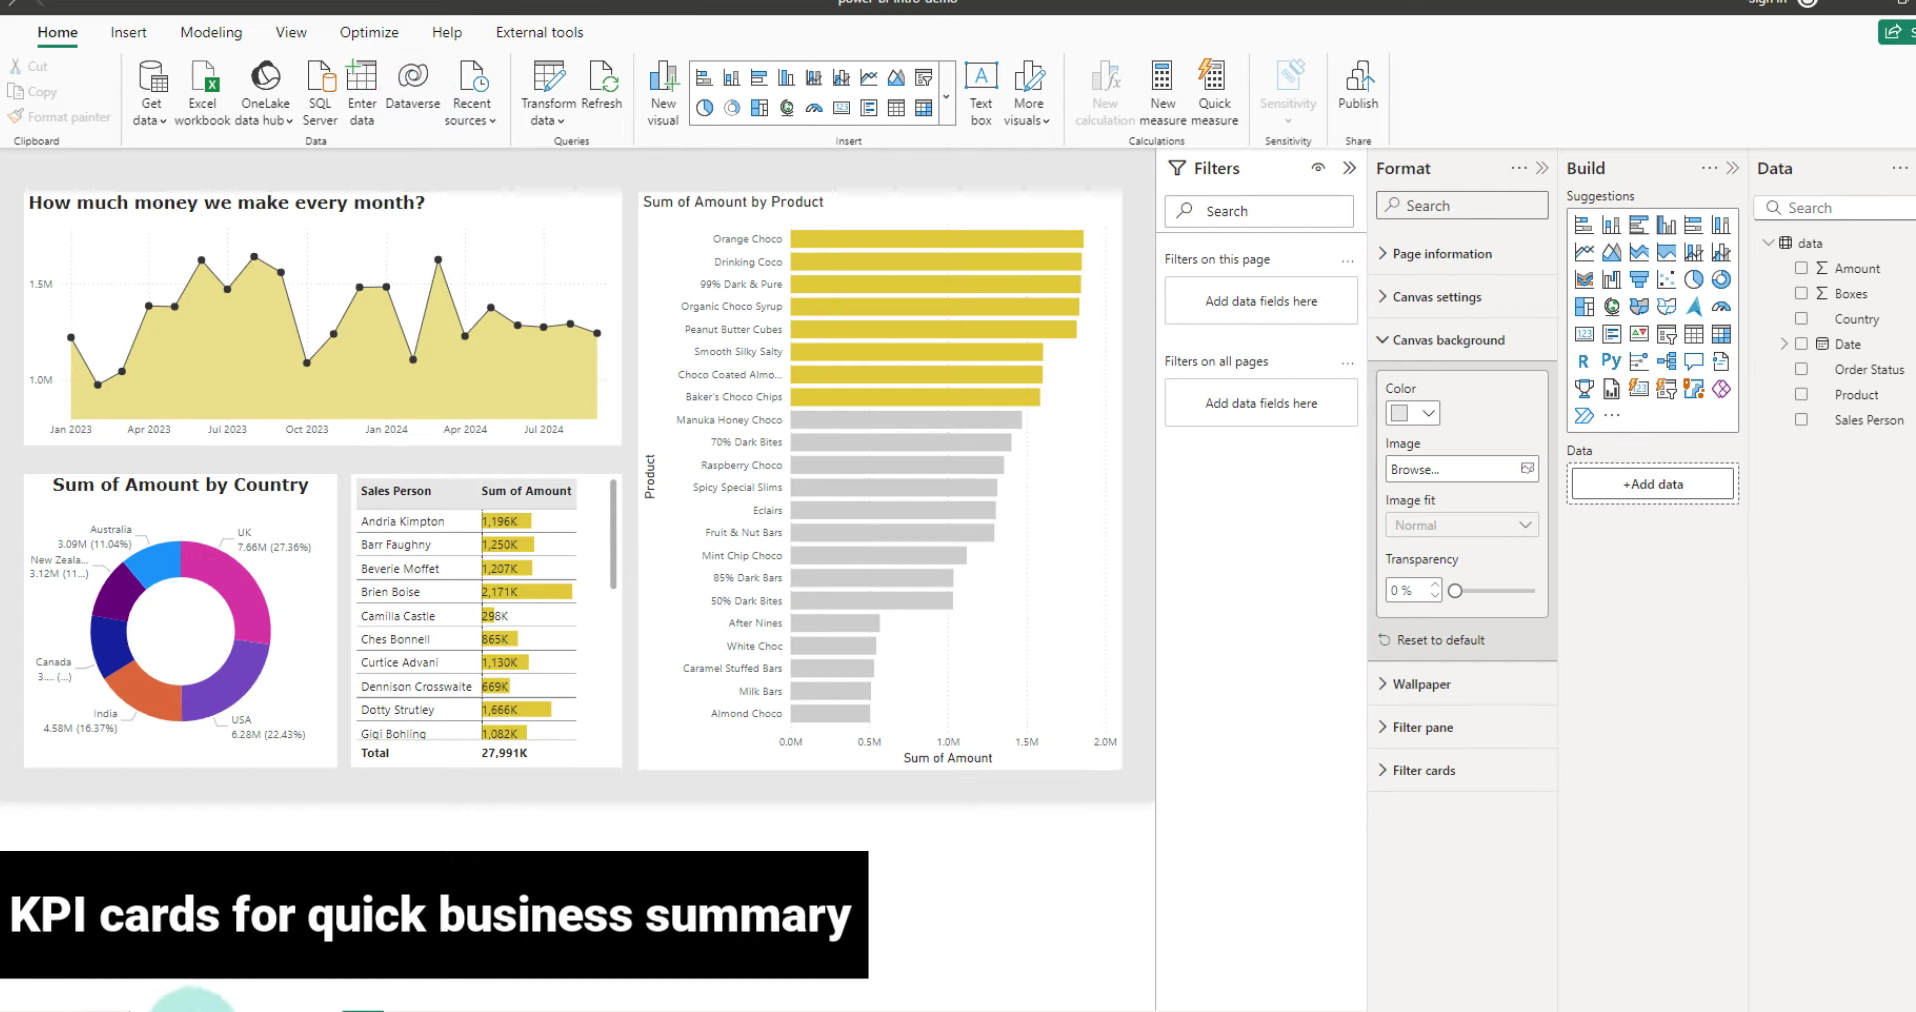 power-bi-intro-demo
Sign in
Home
Insert
Modeling
View
Optimize
Help
External tools
Cut
Copy
Format painter
Clipboard
Get
data
Excel
workbook
OneLake
data hub
SQL
Server
Enter
data
Dataverse
Recent
sources
Data
Transform
data
Refresh
Queries
New
visual
Text
box
More
visuals
Insert
New
calculation
New
measure
Quick
measure
Calculations
Sensitivity
Sensitivity
Publish
Share
How much money we make every month?
1.5M
1.0M
Jan 2023
Apr 2023
Jul 2023
Oct 2023
Jan 2024
Apr 2024
Jul 2024
Sum of Amount by Country
Australia
3.09M (11.04%)
New Zeala...
3.12M (11...)
Canada
3.... (...)
India
4.58M (16.37%)
UK
7.66M (27.36%)
USA
6.28M (22.43%)
Sales Person Sum of Amount
Andria Kimpton 1,196K
Barr Faughny 1,250K
Beverie Moffet 1,207K
Brien Boise 2,171K
Camilla Castle 298K
Ches Bonnell 865K
Curtice Advani 1,130K
Dennison Crosswaite 669K
Dotty Strutley 1,666K
Gigi Bohling 1,082K
Total 27,991K
Sum of Amount by Product
Product
Orange Choco
Drinking Coco
99% Dark & Pure
Organic Choco Syrup
Peanut Butter Cubes
Smooth Silky Salty
Choco Coated Almo...
Baker's Choco Chips
Manuka Honey Choco
70% Dark Bites
Raspberry Choco
Spicy Special Slims
Eclairs
Fruit & Nut Bars
Mint Chip Choco
85% Dark Bars
50% Dark Bites
After Nines
White Choc
Caramel Stuffed Bars
Milk Bars
Almond Choco
0.0M 0.5M 1.0M 1.5M 2.0M
Sum of Amount
Filters
Search
Filters on this page
...
Add data fields here
Filters on all pages
...
Add data fields here
Format
...
Search
Page information
Canvas settings
Canvas background
Color
Image
Browse...
Image fit
Normal
Transparency
0 %
Reset to default
Wallpaper
Filter pane
Filter cards
Build
...
Suggestions
R
Py
...
Data
+Add data
Data
...
Search
data
Amount
Boxes
Country
Date
Order Status
Product
Sales Person
KPI cards for quick business summary